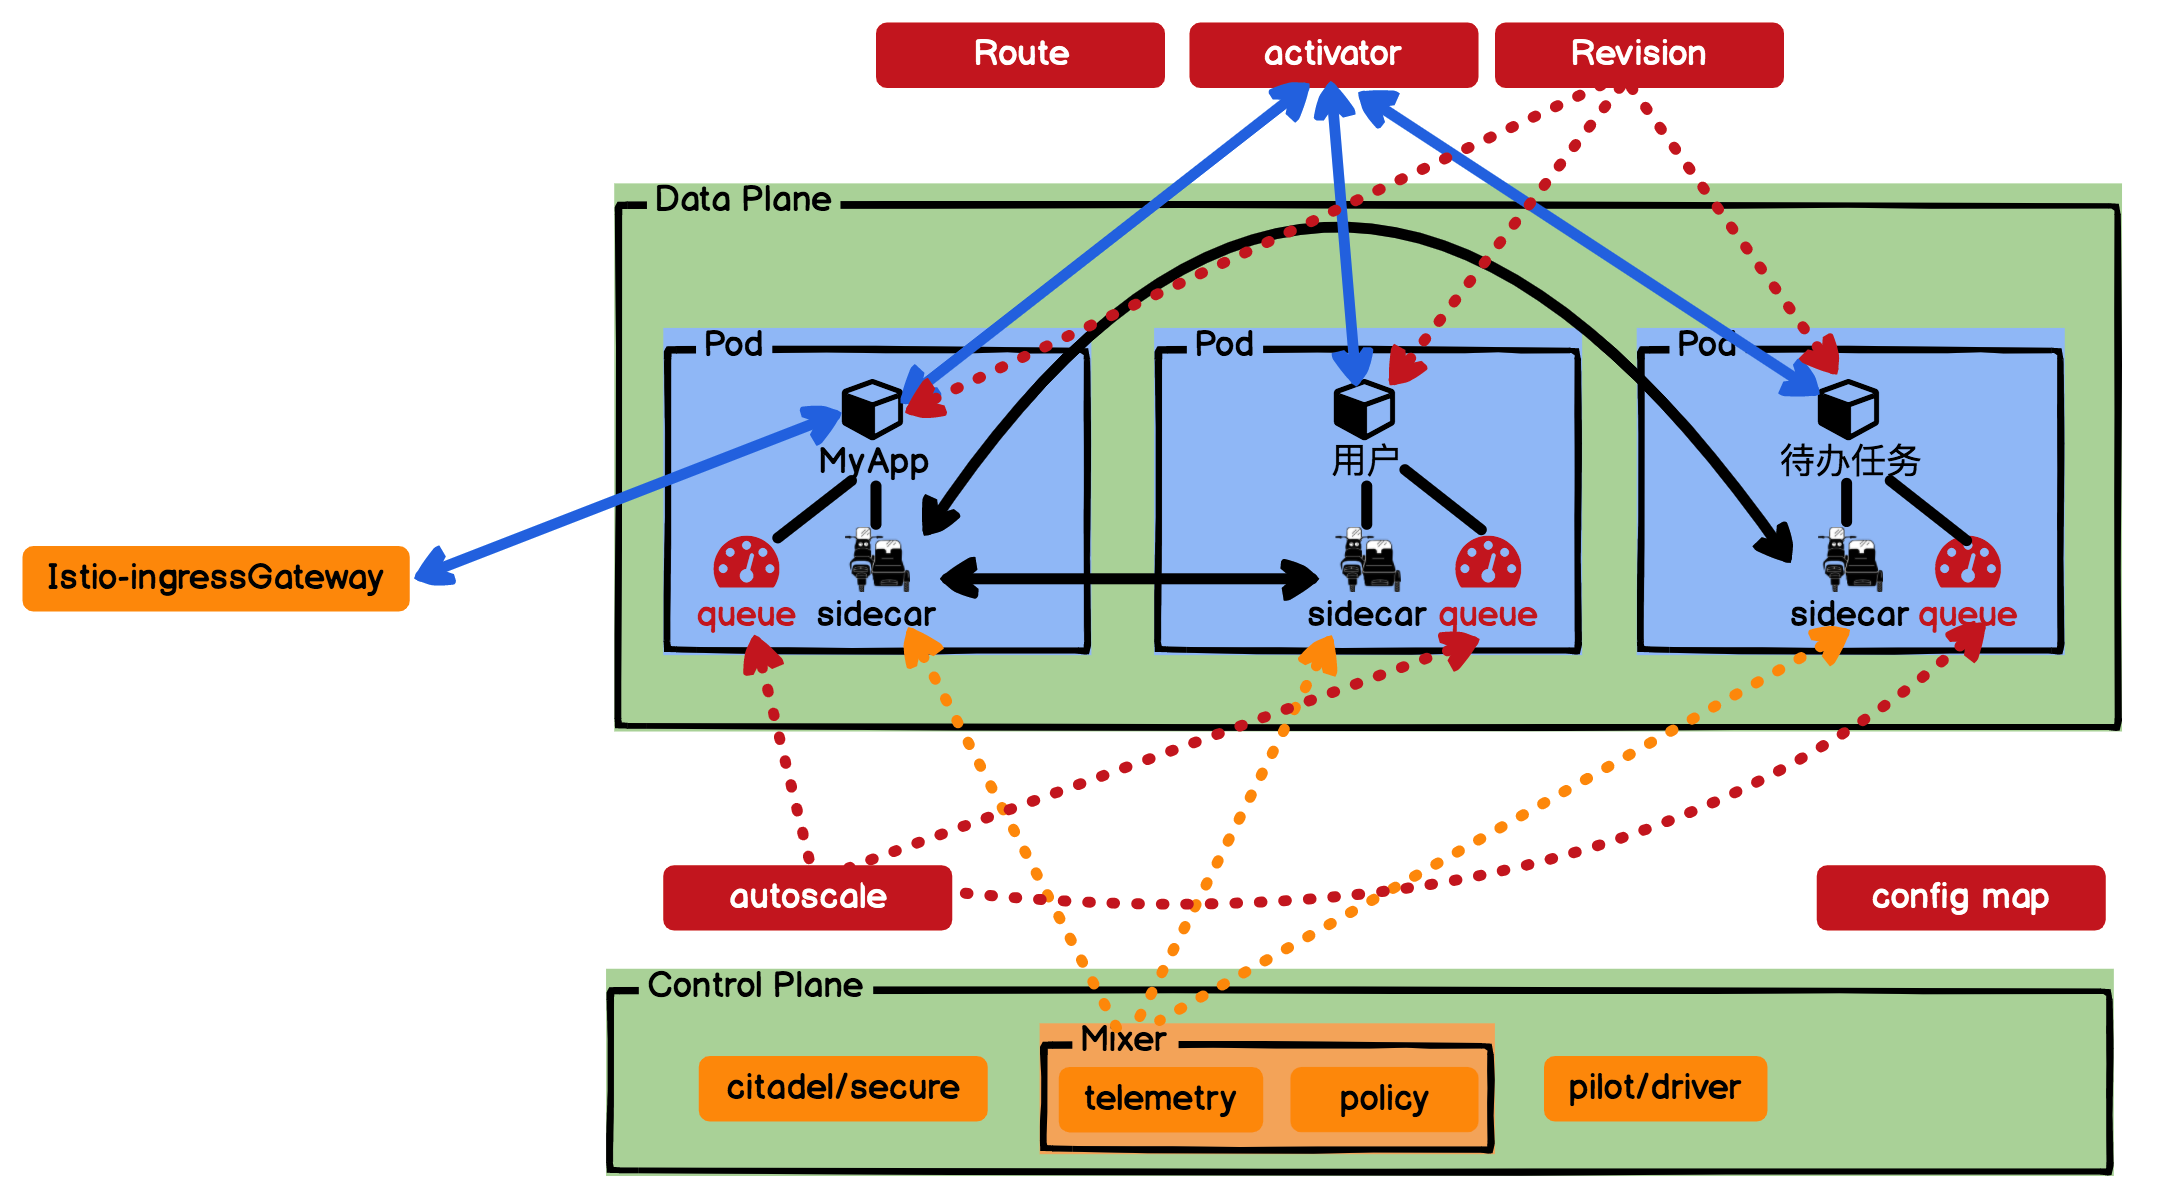 Route
activator
Revision
Data Plane
Pod
Pod
Pod
MyApp
用户
待办任务
Istio-ingressGateway
queue
sidecar
sidecar
queue
sidecar
queue
autoscale
config map
Control Plane
Mixer
citadel/secure
telemetry
policy
pilot/driver